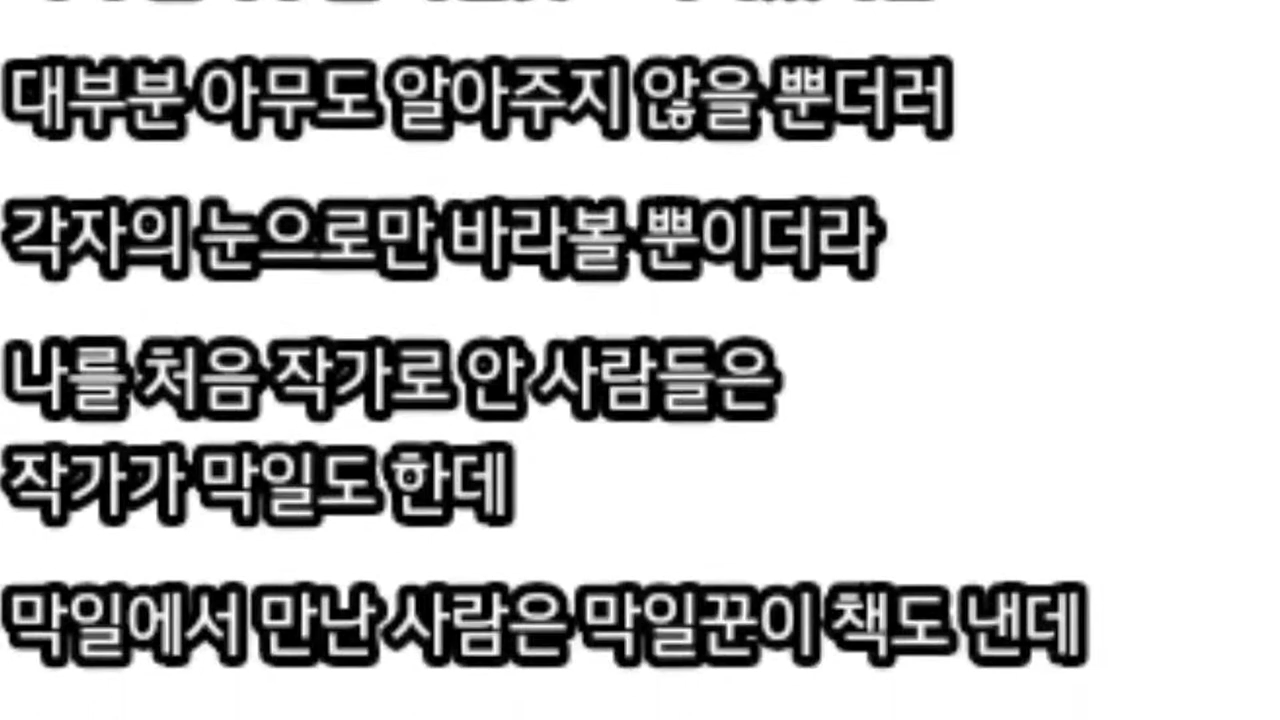 대부분 아무도 알아주지 않을 뿐더러
각자의 눈으로만 바라볼 뿐이더라
나를 처음 작가로 안 사람들은
작가가 막일도 한데
막일에서 만난 사람은 막일꾼이 책도 낸데